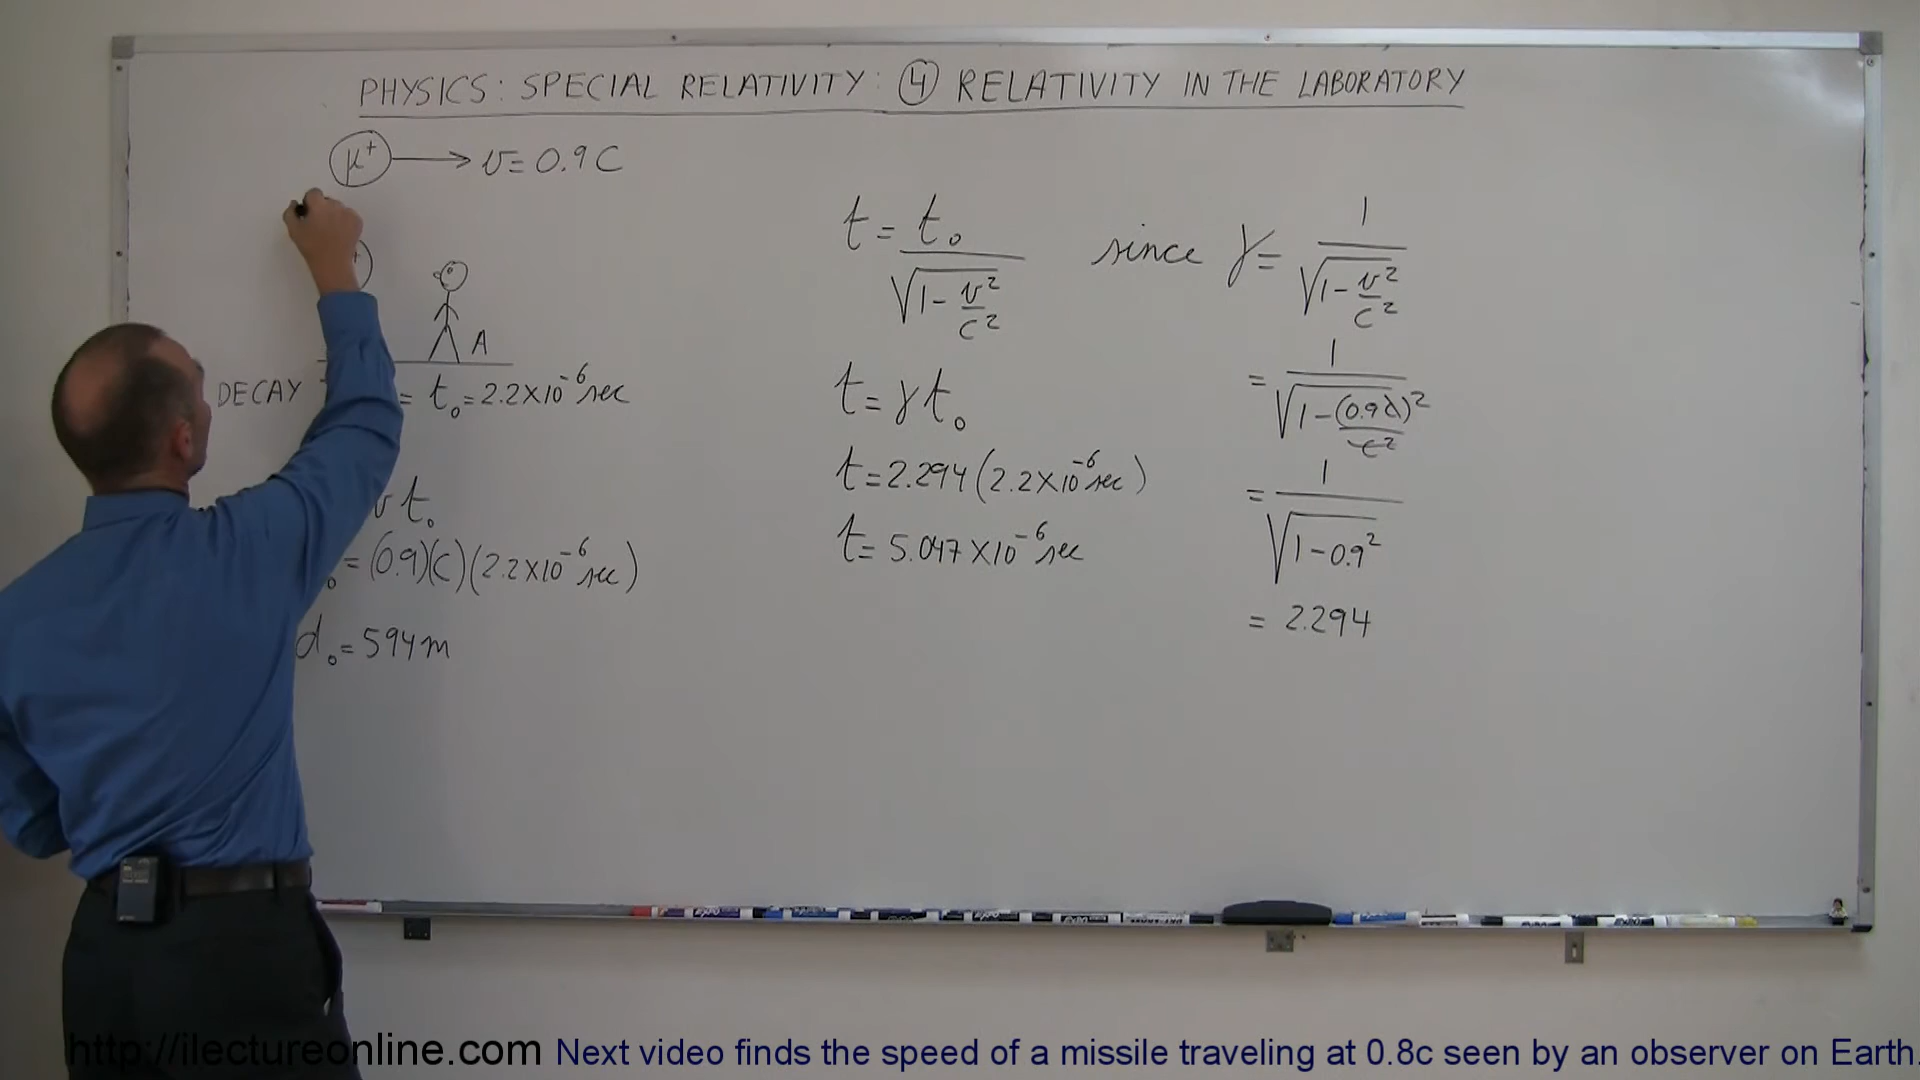 PHYSICS: SPECIAL RELATIVITY: ④ RELATIVITY IN THE LABORATORY
μ⁺ → v = 0.9 C
A
DECAY = t₀ = 2.2 × 10⁻⁶ sec
v t₀
₀ = (0.9)(C)(2.2 × 10⁻⁶ sec)
d₀ = 594 m
t = t₀ / √(1 - v²/c²)
t = γ t₀
t = 2.294 (2.2 × 10⁻⁶ sec)
t = 5.047 × 10⁻⁶ sec
since γ = 1 / √(1 - v²/c²)
= 1 / √(1 - (0.9c)²/c²)
= 1 / √(1 - 0.9²)
= 2.294
http://ilectureonline.com Next video finds the speed of a missile traveling at 0.8c seen by an observer on Earth.